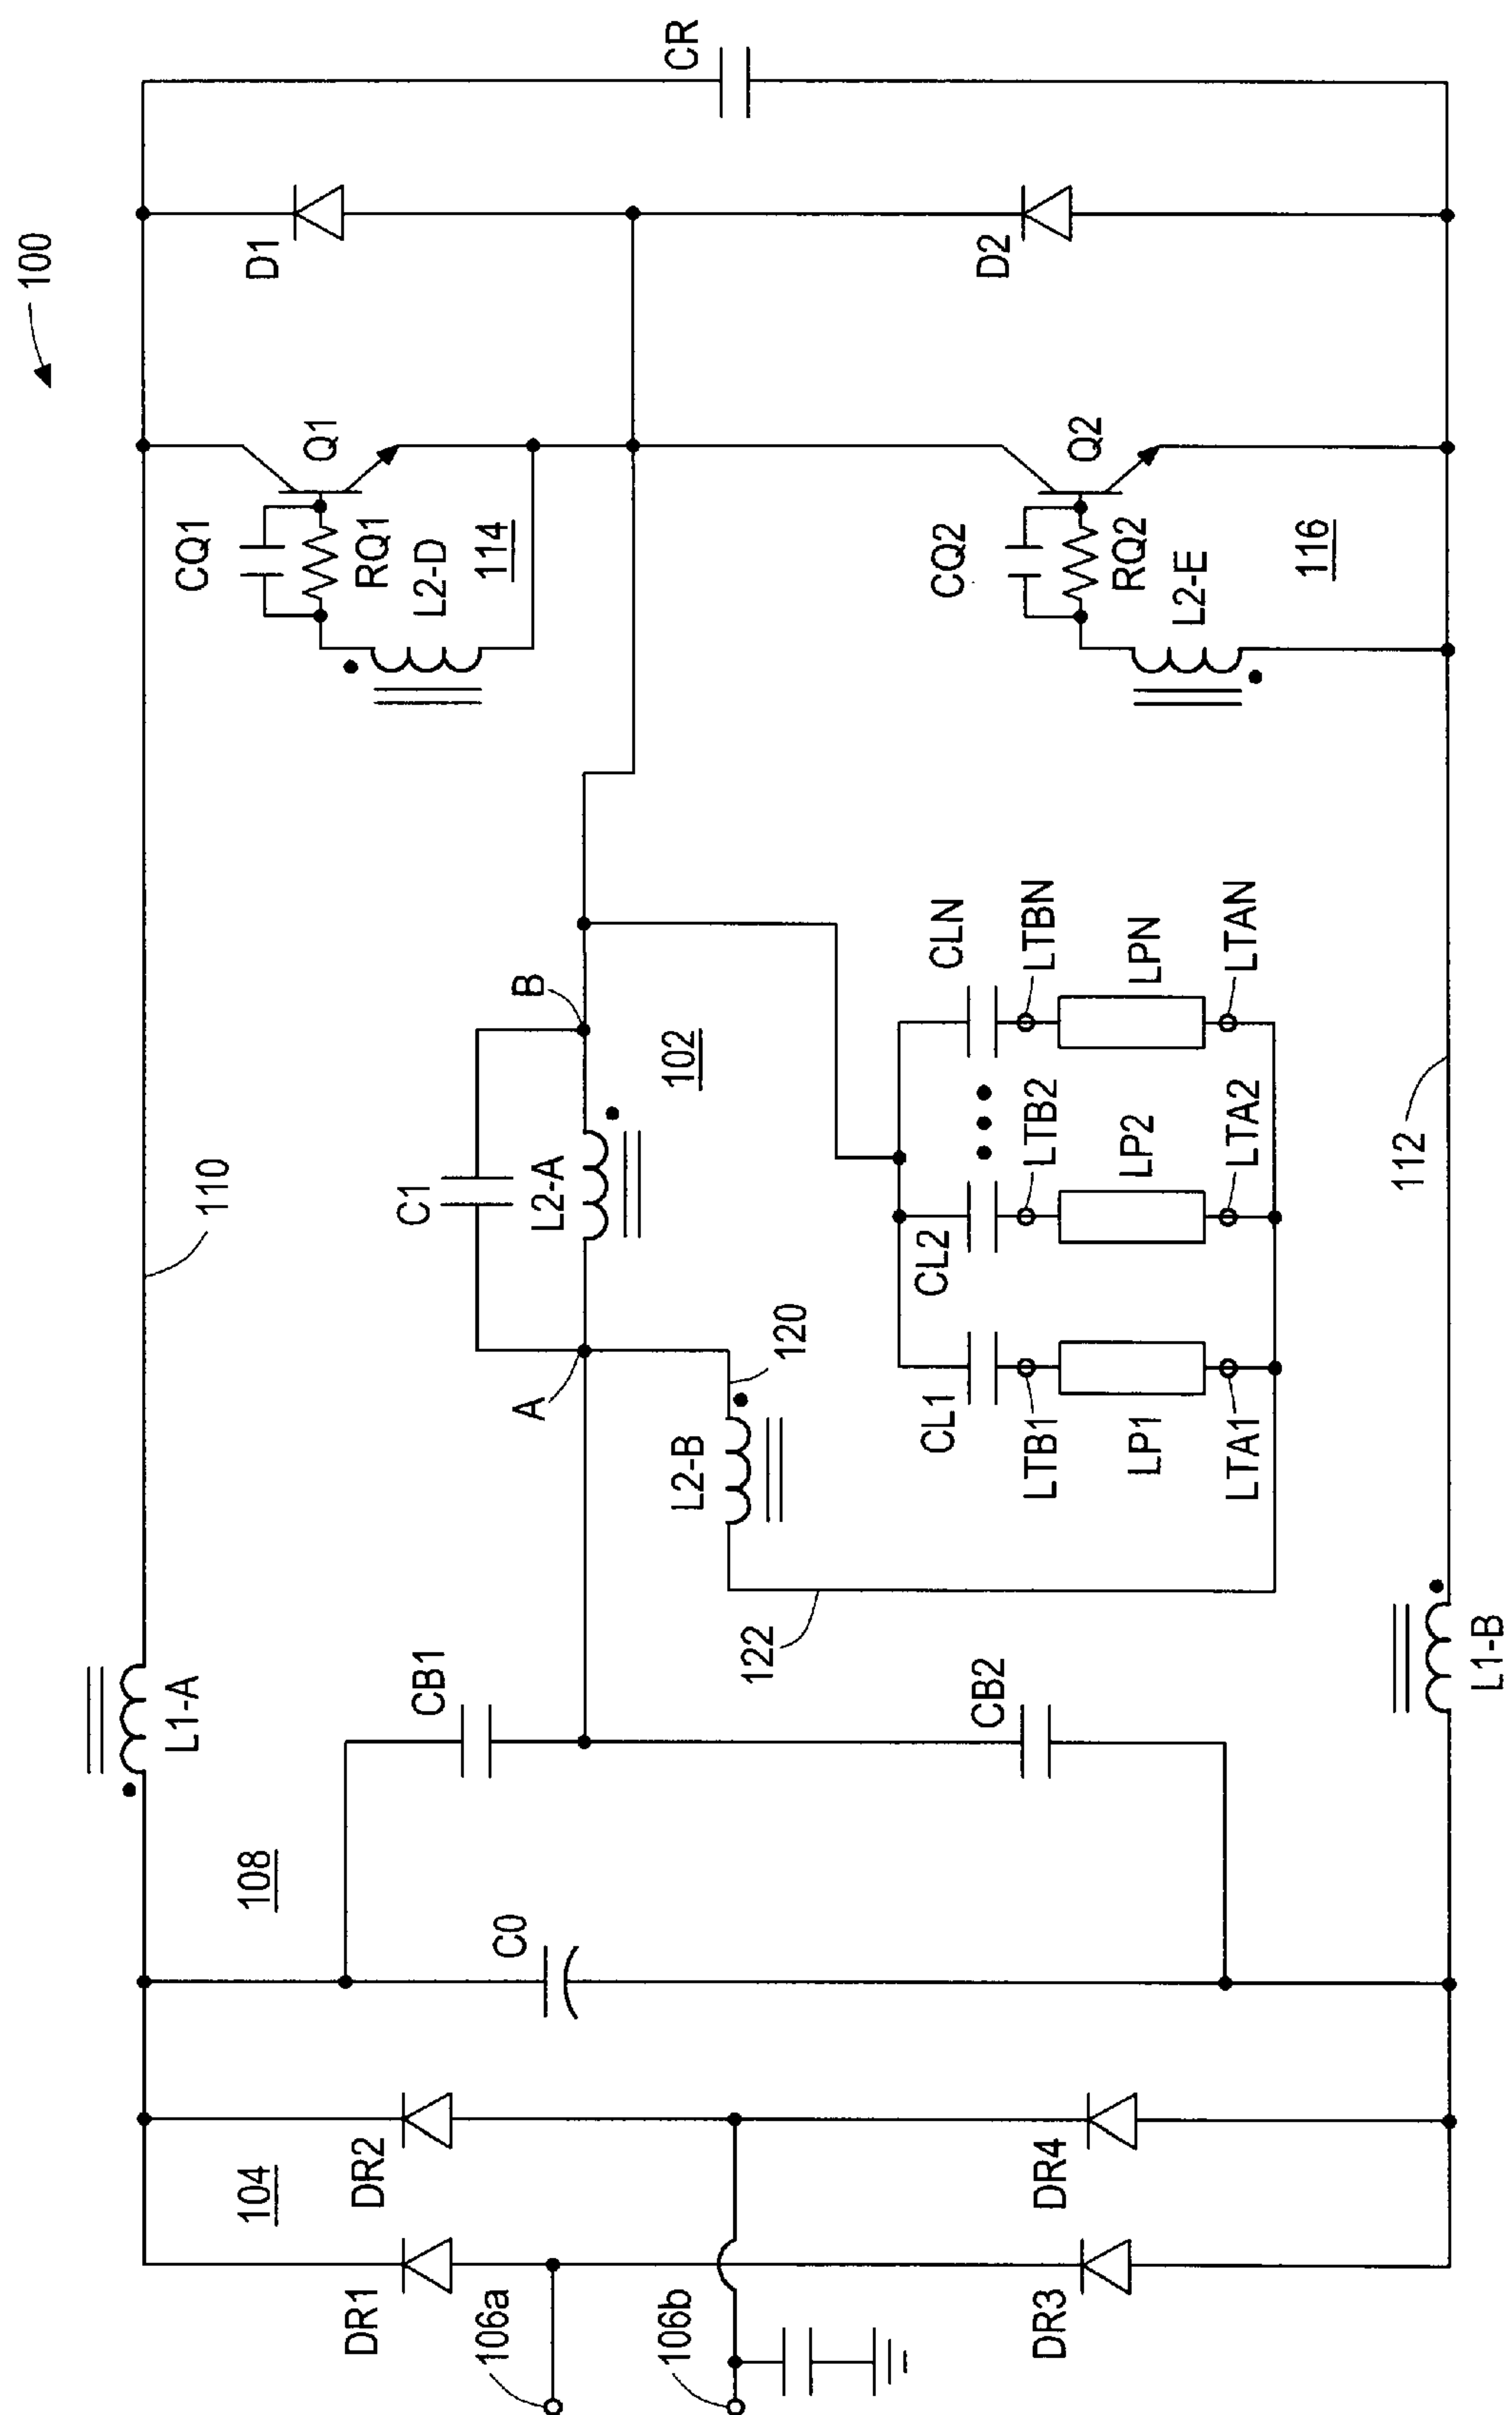 100
CR
D1
D2
Q1
CQ1
RQ1
L2-D
114
Q2
CQ2
RQ2
L2-E
116
110
112
C1
L2-A
B
102
A
120
L2-B
122
CLN
LTBN
LPN
LTAN
CL2
LTB2
LP2
LTA2
CL1
LTB1
LP1
LTA1
L1-A
L1-B
CB1
CB2
108
C0
104
DR2
DR4
DR1
DR3
106a
106b